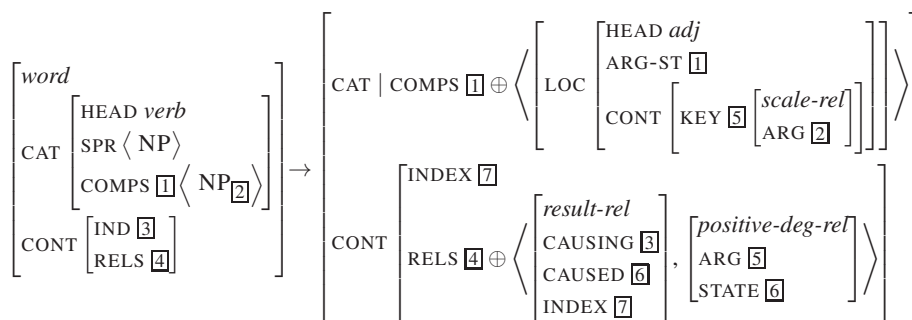 word
CAT
HEAD verb
SPR ⟨ NP⟩
COMPS 1 ⟨ NP 2 ⟩
CONT
IND 3
RELS 4
→
CAT | COMPS 1 ⊕ ⟨
LOC
HEAD adj
ARG-ST 1
CONT
KEY 5
scale-rel
ARG 2
⟩
CONT
INDEX 7
RELS 4 ⊕ ⟨
result-rel
CAUSING 3
CAUSED 6
INDEX 7
,
positive-deg-rel
ARG 5
STATE 6
⟩